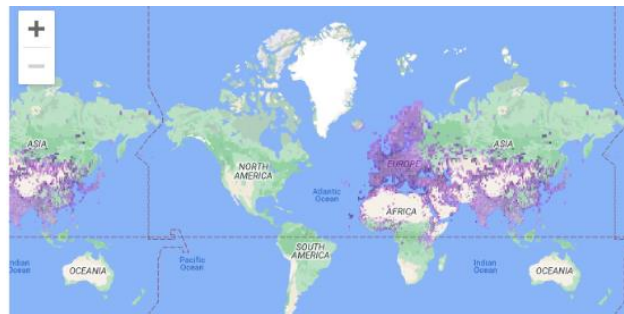 +
−
ASIA
NORTH
AMERICA
EUROPE
ASIA
Atlantic
Ocean
AFRICA
Indian
Ocean
OCEANIA
Pacific
Ocean
SOUTH
AMERICA
Indian
Ocean
OCEANIA